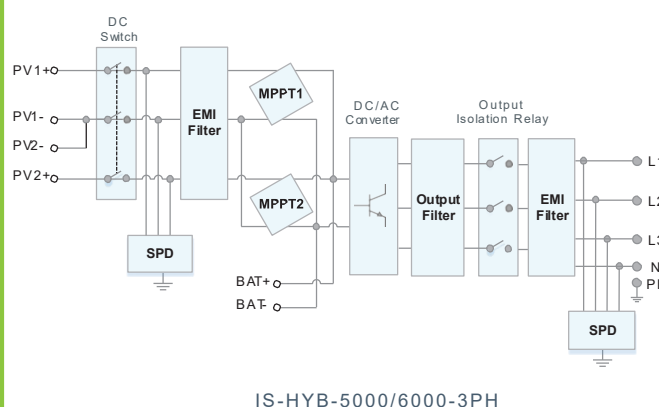 DC
Switch
PV1+
PV1-
PV2-
PV2+
EMI
Filter
MPPT1
MPPT2
SPD
BAT+
BAT-
DC/AC
Converter
Output
Filter
Output
Isolation Relay
EMI
Filter
L1
L2
L3
N
SPD
IS-HYB-5000/6000-3PH